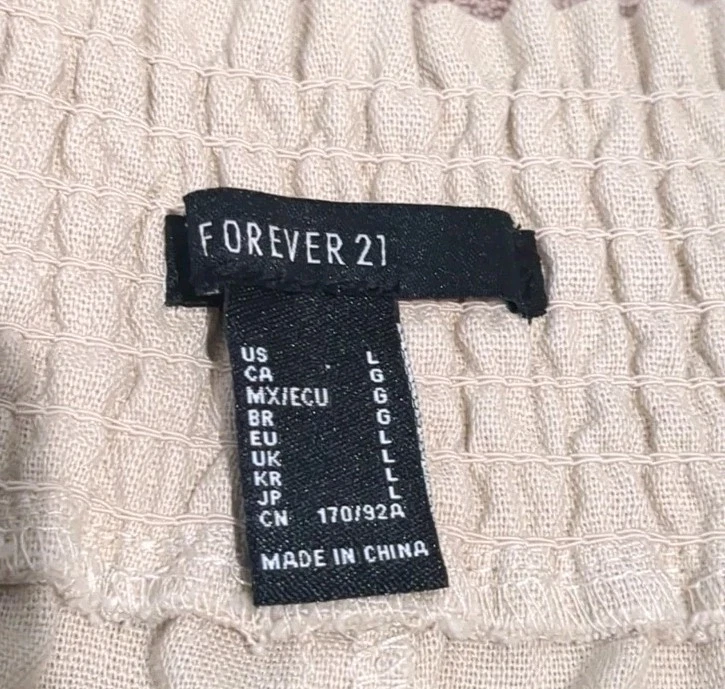 FOREVER 21
US L
CA G
MX/ECU G
BR G
EU L
UK L
KR L
JP L
CN 170/92A
MADE IN CHINA